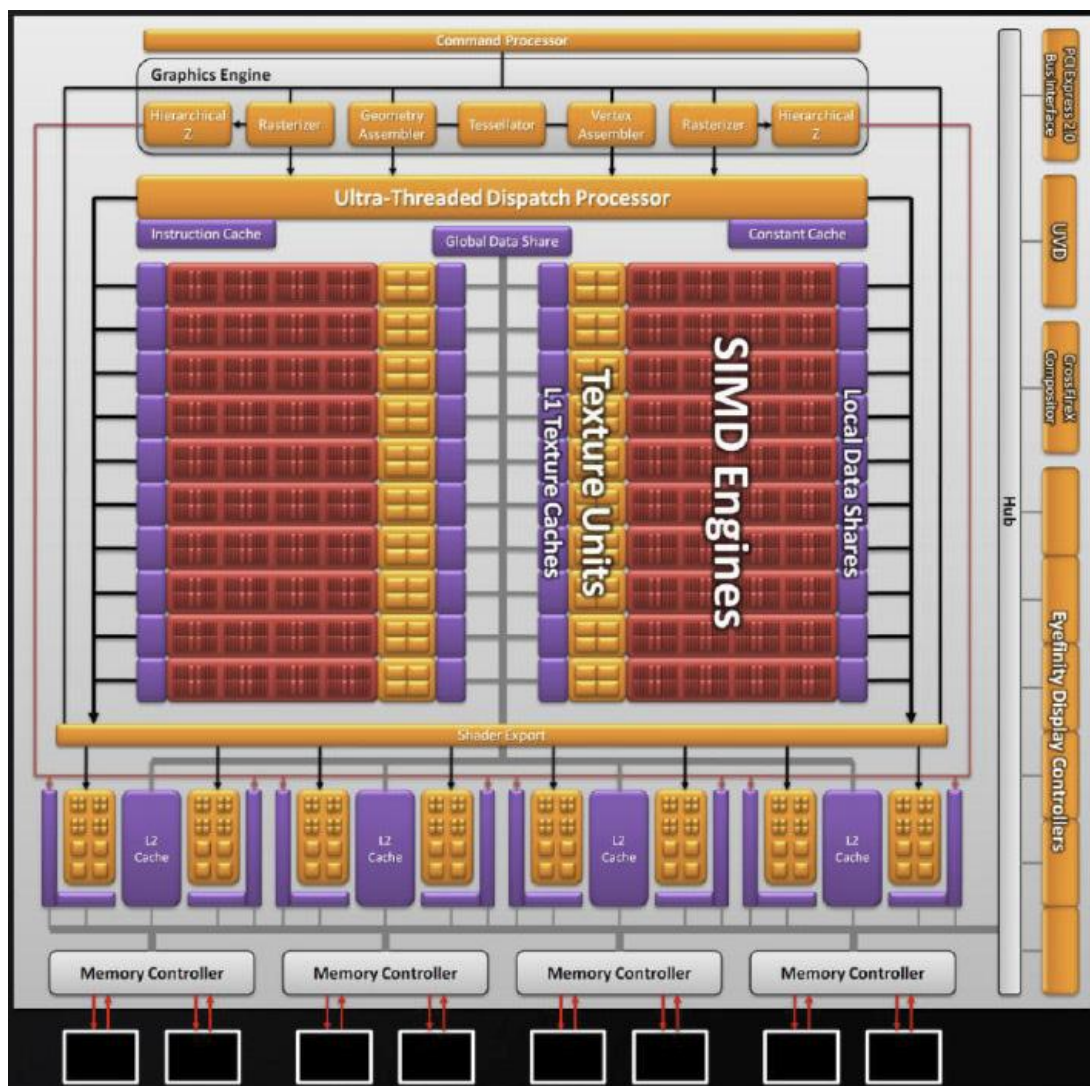 Command Processor
Graphics Engine
Hierarchical
Z
Rasterizer
Geometry
Assembler
Tessellator
Vertex
Assembler
Rasterizer
Hierarchical
Z
Ultra-Threaded Dispatch Processor
Instruction Cache
Global Data Share
Constant Cache
L1 Texture Caches
Texture Units
SIMD Engines
Local Data Shares
Shader Export
L2
Cache
L2
Cache
L2
Cache
L2
Cache
Memory Controller
Memory Controller
Memory Controller
Memory Controller
Hub
PCI Express 2.0
Bus Interface
UVD
CrossFireX
Compositor
Eyefinity Display Controllers